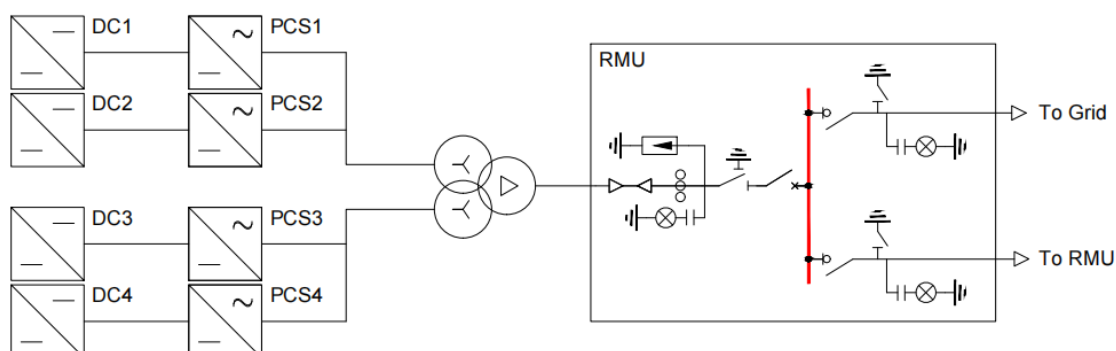 DC1
PCS1
DC2
PCS2
DC3
PCS3
DC4
PCS4
RMU
To Grid
To RMU